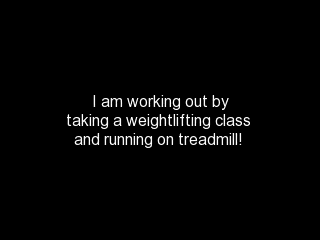 I am working out by
taking a weightlifting class
and running on treadmill!